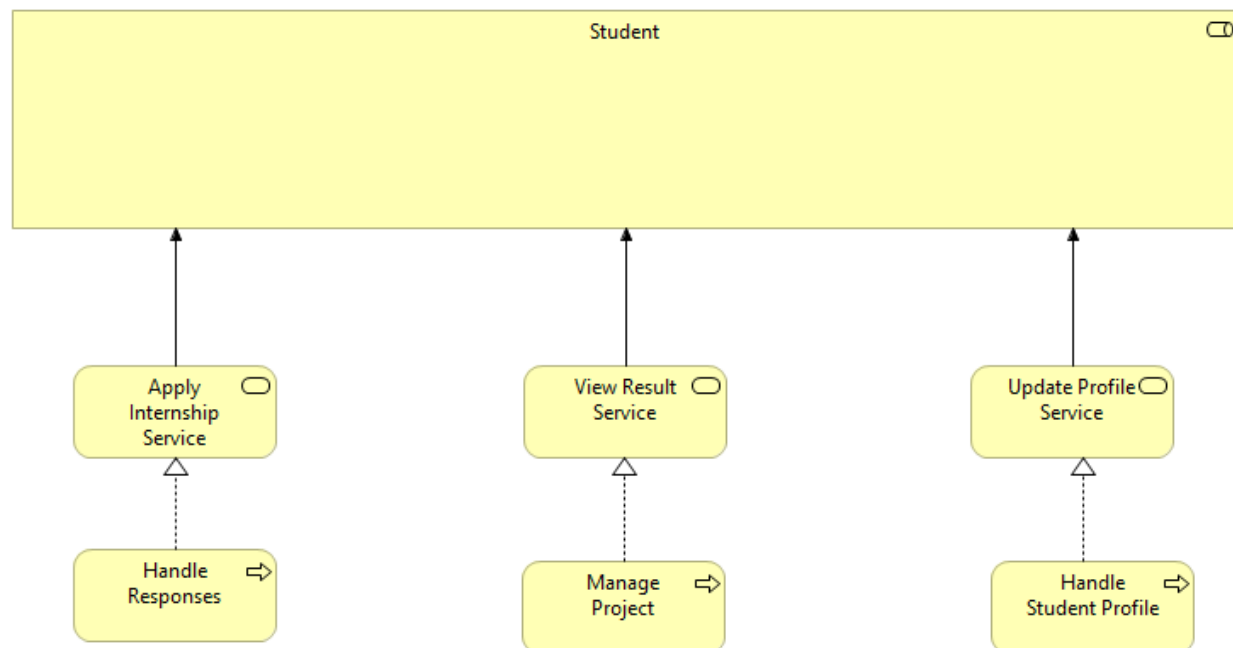 Student
Apply
Internship
Service
View Result
Service
Update Profile
Service
Handle
Responses
Manage
Project
Handle
Student Profile